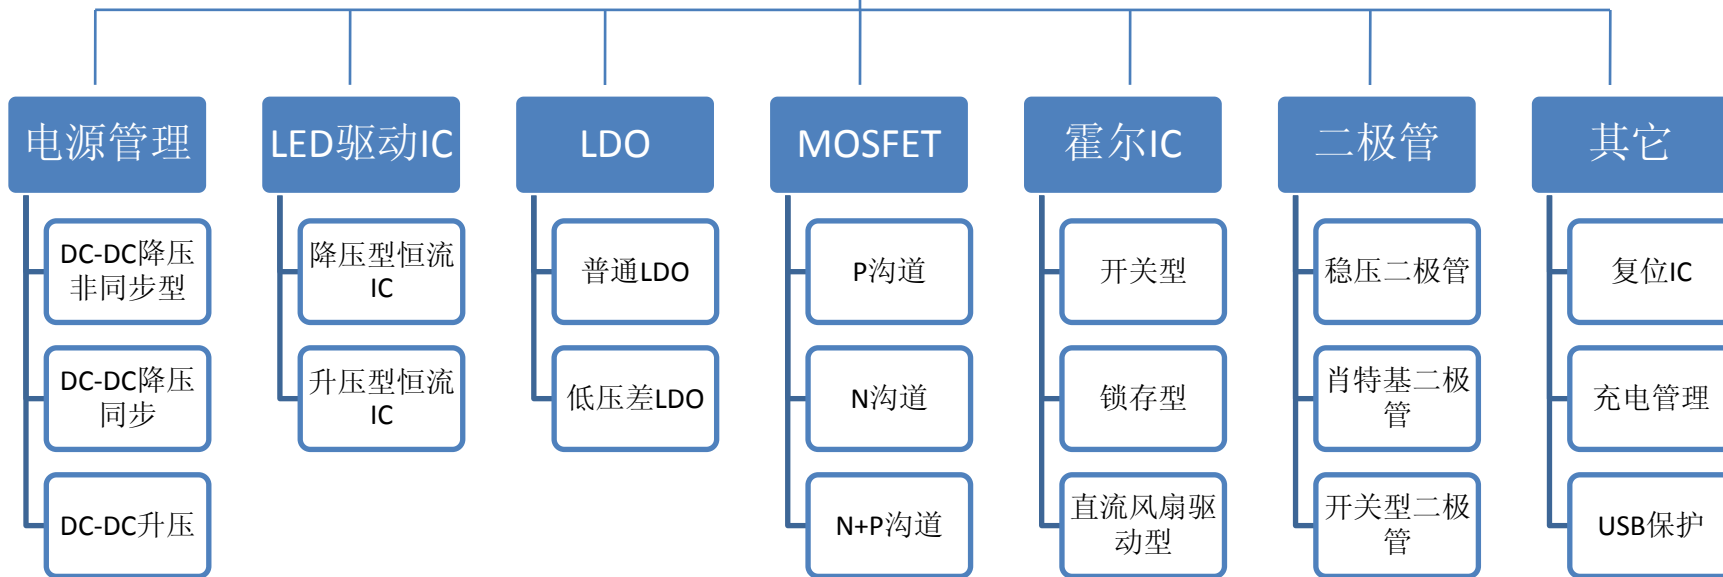 电源管理
LED驱动IC
LDO
MOSFET
霍尔IC
二极管
其它
DC-DC降压
非同步型
降压型恒流
IC
普通LDO
P沟道
开关型
稳压二极管
复位IC
DC-DC降压
同步
升压型恒流
IC
低压差LDO
N沟道
锁存型
肖特基二极
管
充电管理
DC-DC升压
N+P沟道
直流风扇驱
动型
开关型二极
管
USB保护